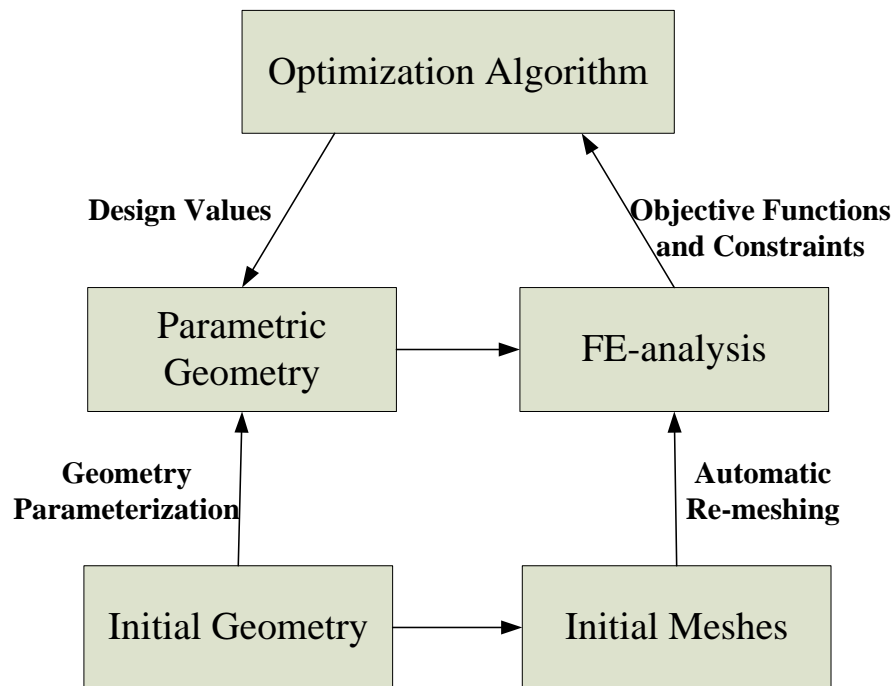 Optimization Algorithm
Design Values
Objective Functions
and Constraints
Parametric
Geometry
FE-analysis
Geometry
Parameterization
Automatic
Re-meshing
Initial Geometry
Initial Meshes